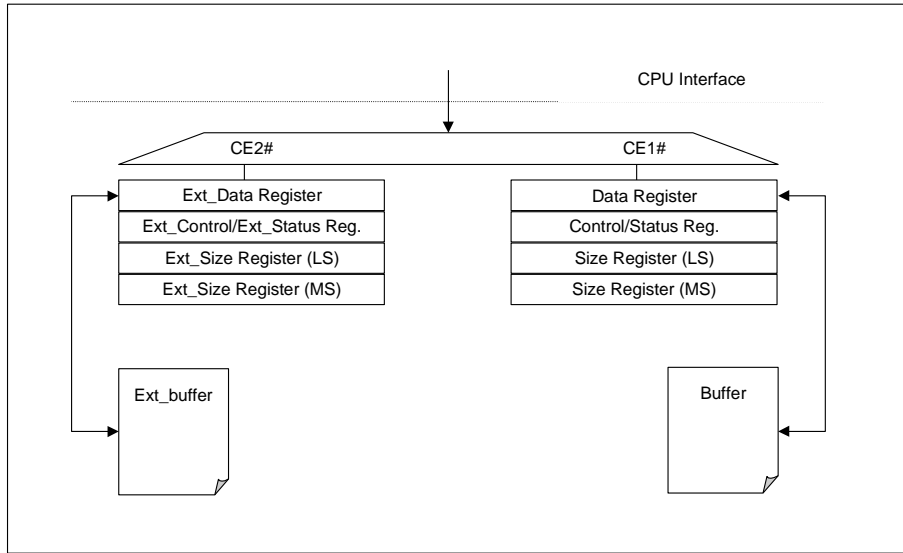 CPU Interface
CE2#
CE1#
Ext_Data Register
Ext_Control/Ext_Status Reg.
Ext_Size Register (LS)
Ext_Size Register (MS)
Data Register
Control/Status Reg.
Size Register (LS)
Size Register (MS)
Ext_buffer
Buffer